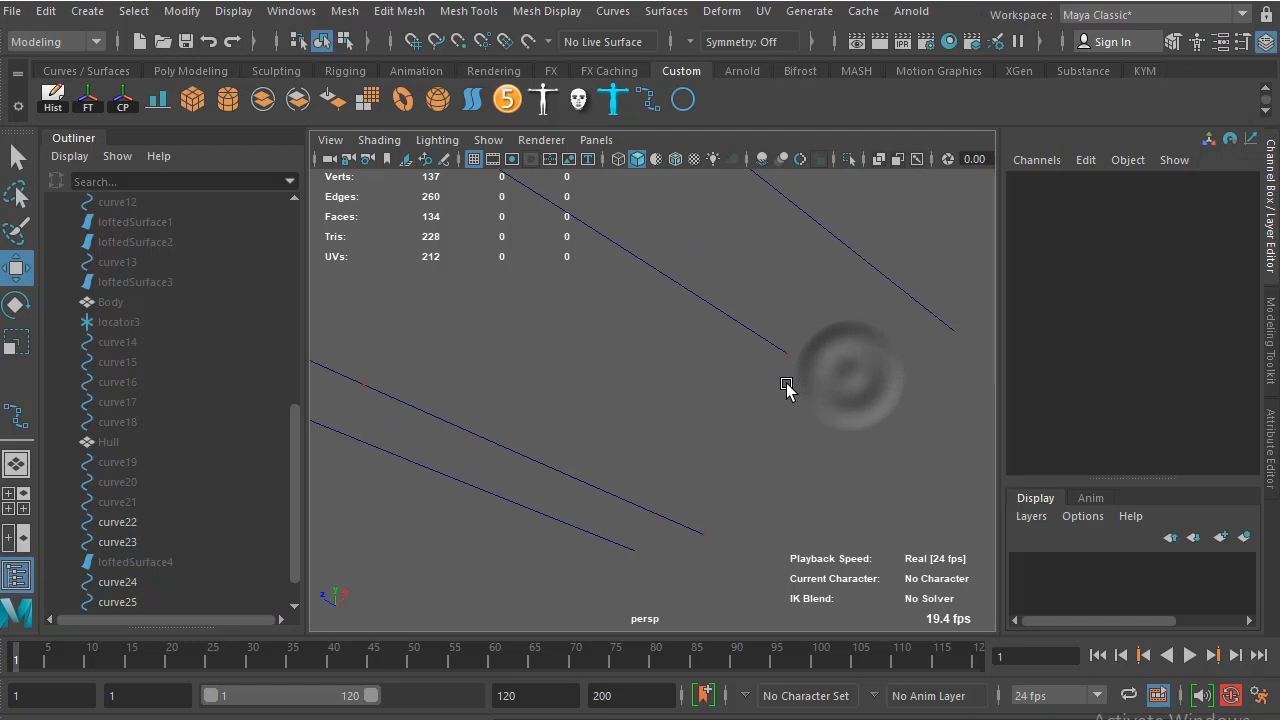 File Edit Create Select Modify Display Windows Mesh Edit Mesh Mesh Tools Mesh Display Curves Surfaces Deform UV Generate Cache Arnold Workspace: Maya Classic*
Modeling No Live Surface Symmetry: Off Sign In
Curves / Surfaces Poly Modeling Sculpting Rigging Animation Rendering FX FX Caching Custom Arnold Bifrost MASH Motion Graphics XGen Substance KYM
Hist FT CP 5
Outliner
Display Show Help
Search...
curve12
loftedSurface1
loftedSurface2
curve13
loftedSurface3
Body
locator3
curve14
curve15
curve16
curve17
curve18
Hull
curve19
curve20
curve21
curve22
curve23
loftedSurface4
curve24
curve25
View Shading Lighting Show Renderer Panels
0.00
Verts: 137 0 0
Edges: 260 0 0
Faces: 134 0 0
Tris: 228 0 0
UVs: 212 0 0
Playback Speed: Real [24 fps]
Current Character: No Character
IK Blend: No Solver
19.4 fps
persp
z y x
Channels Edit Object Show
Channel Box / Layer Editor
Modeling Toolkit
Attribute Editor
Display Anim
Layers Options Help
1 5 10 15 20 25 30 35 40 45 50 55 60 65 70 75 80 85 90 95 100 105 110 115 12
1
1 1 1 120 120 200 No Character Set No Anim Layer 24 fps